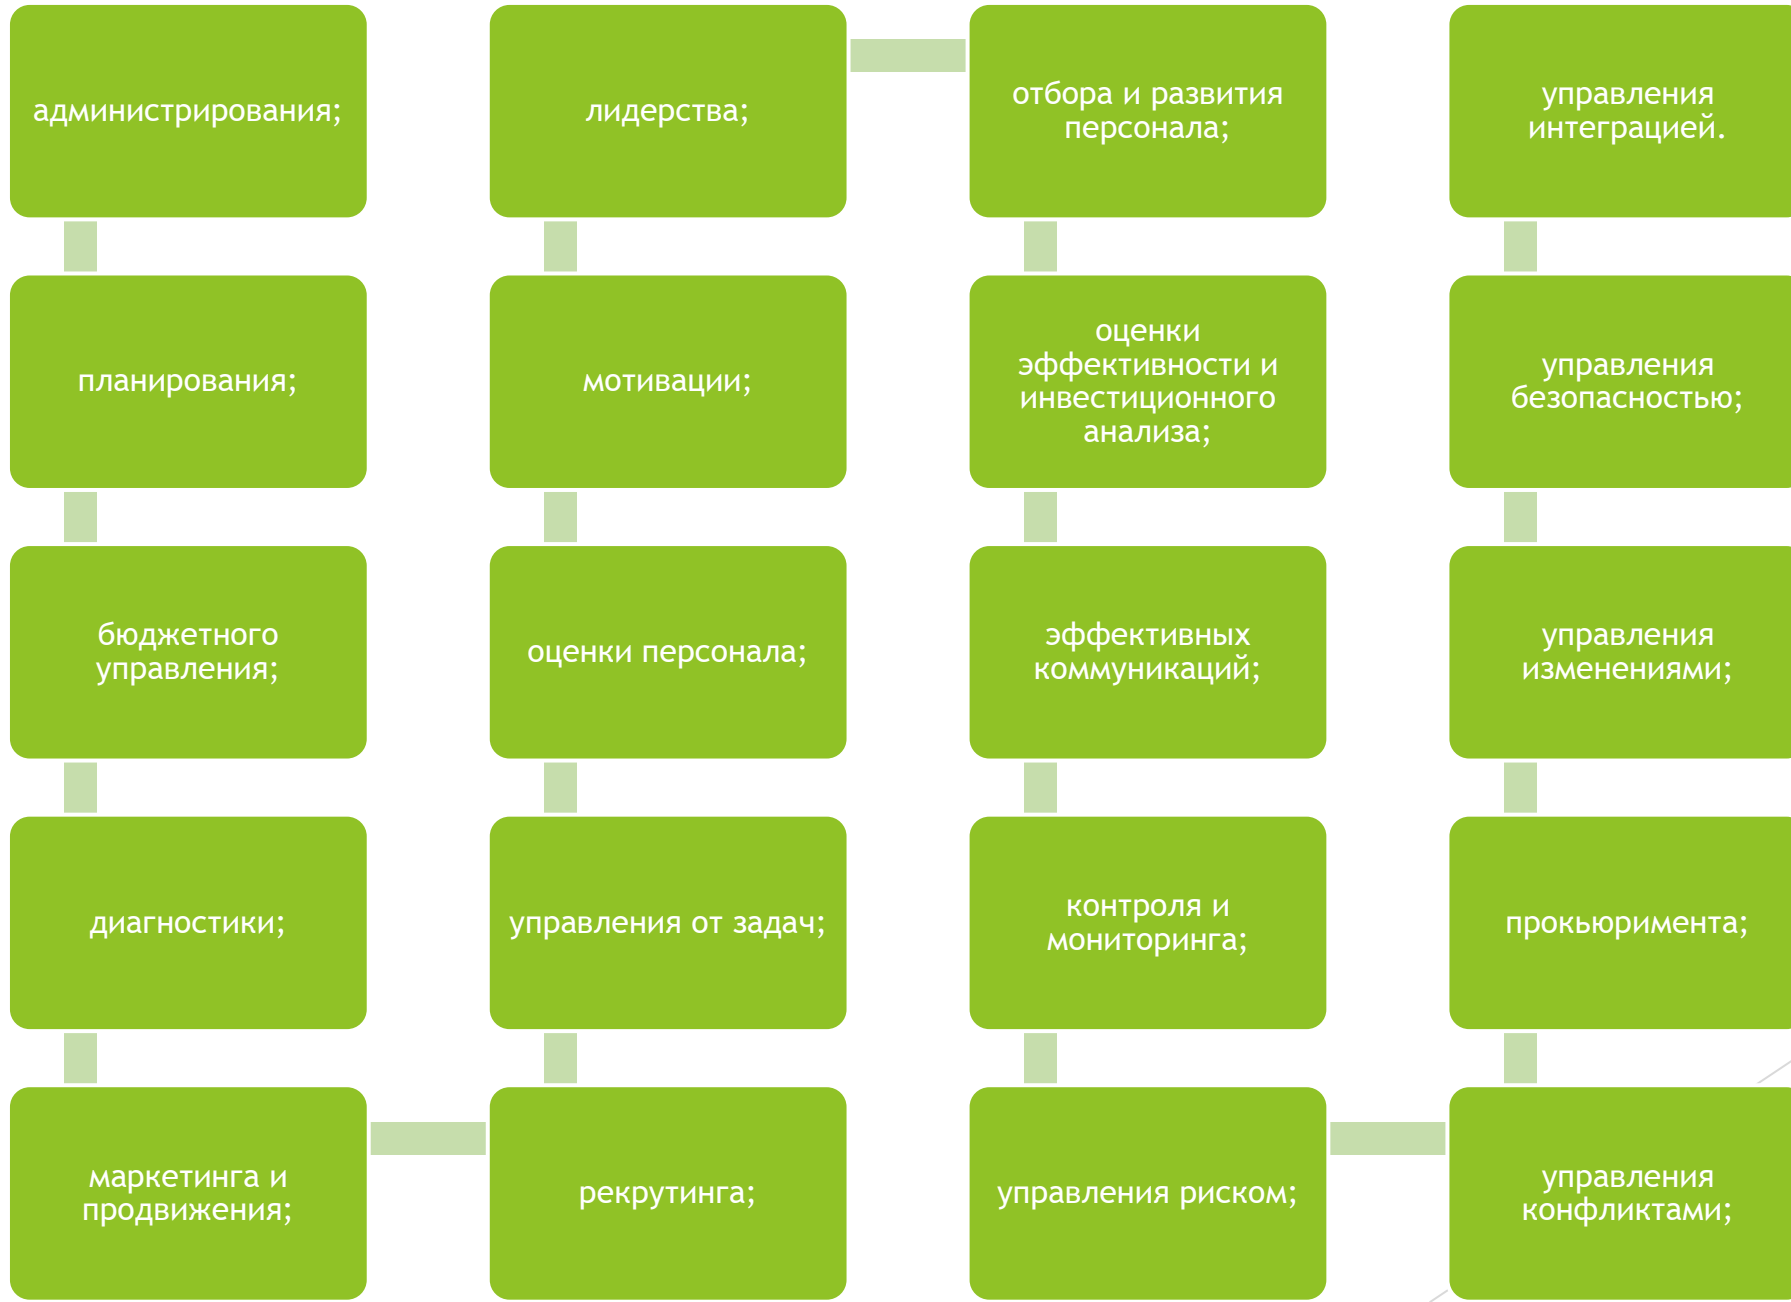 администрирования;
планирования;
бюджетного
управления;
диагностики;
маркетинга и
продвижения;
рекрутинга;
управления от задач;
оценки персонала;
мотивации;
лидерства;
отбора и развития
персонала;
оценки
эффективности и
инвестиционного
анализа;
эффективных
коммуникаций;
контроля и
мониторинга;
управления риском;
управления
конфликтами;
прокьюримента;
управления
изменениями;
управления
безопасностью;
управления
интеграцией.